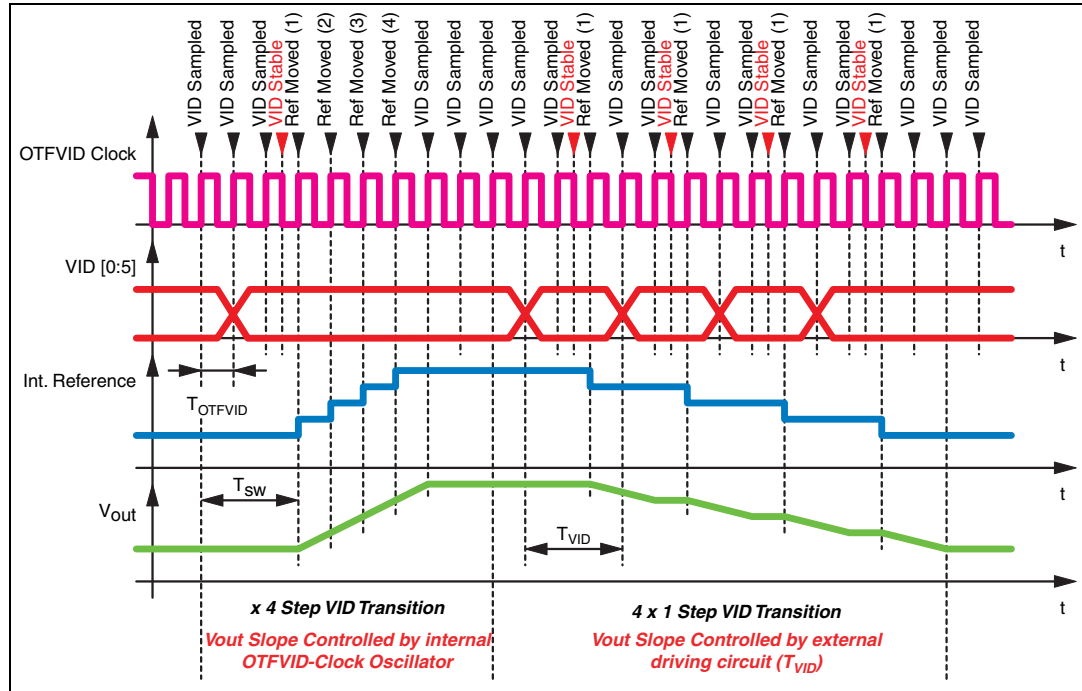 VID Sampled
VID Sampled
VID Sampled
VID Stable
Ref Moved (1)
Ref Moved (2)
Ref Moved (3)
Ref Moved (4)
VID Sampled
VID Sampled
VID Sampled
VID Sampled
VID Sampled
VID Stable
Ref Moved (1)
VID Sampled
VID Sampled
VID Stable
Ref Moved (1)
VID Sampled
VID Sampled
VID Stable
Ref Moved (1)
VID Sampled
VID Sampled
VID Stable
Ref Moved (1)
VID Sampled
VID Sampled
VID Sampled
OTFVID Clock
t
VID [0:5]
t
Int. Reference
TOTFVID
t
Vout
Tsw
TVID
t
x 4 Step VID Transition
Vout Slope Controlled by internal
OTFVID-Clock Oscillator
4 x 1 Step VID Transition
Vout Slope Controlled by external
driving circuit (TVID)